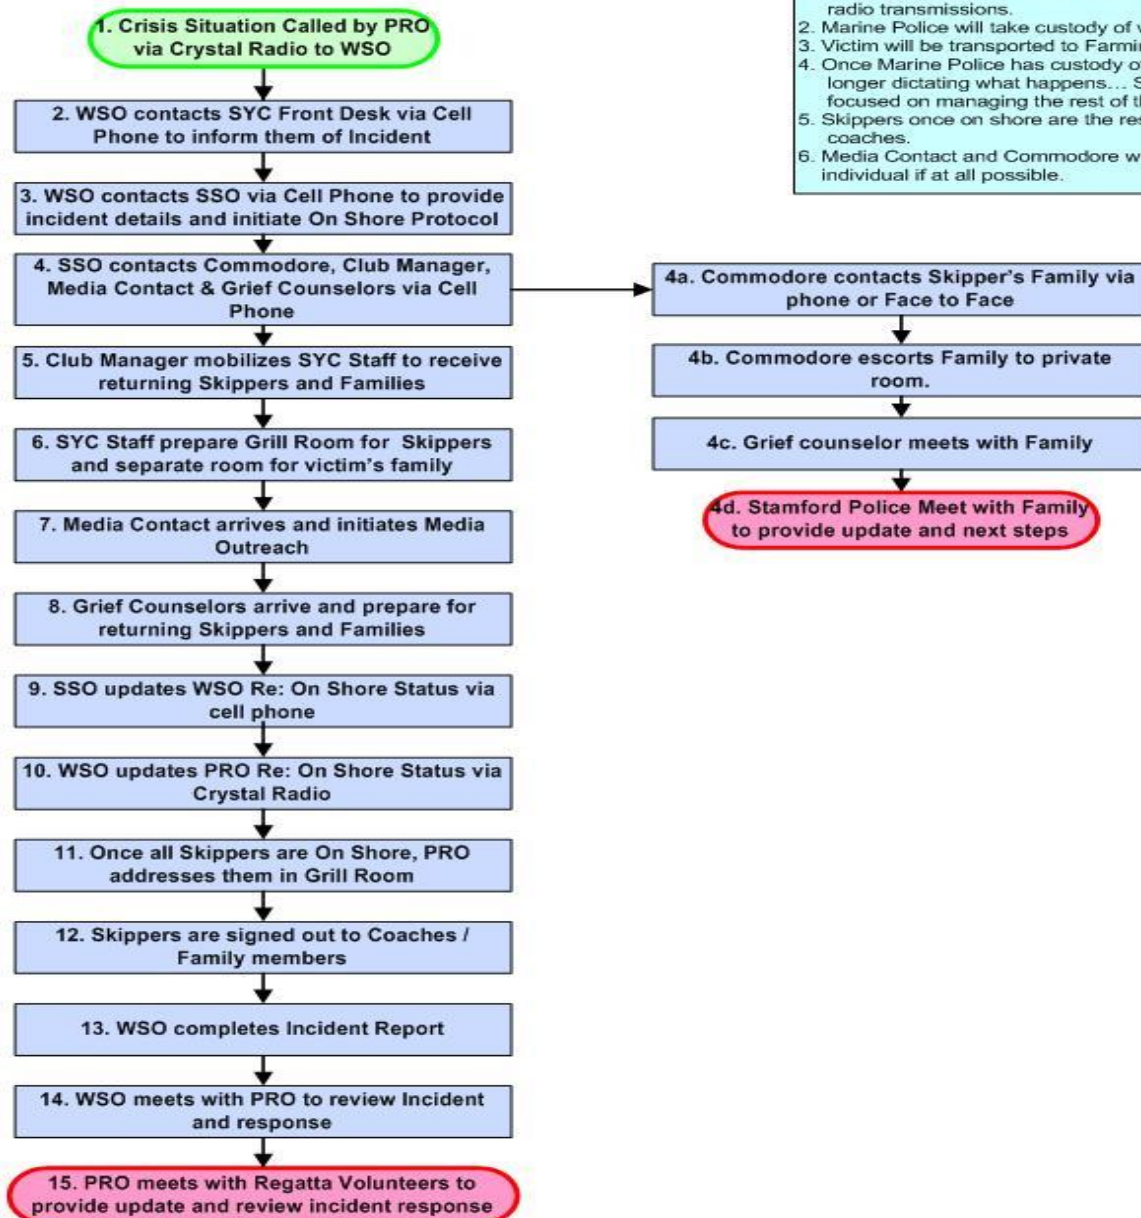 1. Crisis Situation Called by PRO
via Crystal Radio to WSO
2. WSO contacts SYC Front Desk via Cell
Phone to inform them of Incident
3. WSO contacts SSO via Cell Phone to provide
incident details and initiate On Shore Protocol
4. SSO contacts Commodore, Club Manager,
Media Contact & Grief Counselors via Cell
Phone
5. Club Manager mobilizes SYC Staff to receive
returning Skippers and Families
6. SYC Staff prepare Grill Room for Skippers
and separate room for victim's family
7. Media Contact arrives and initiates Media
Outreach
8. Grief Counselors arrive and prepare for
returning Skippers and Families
9. SSO updates WSO Re: On Shore Status via
cell phone
10. WSO updates PRO Re: On Shore Status via
Crystal Radio
11. Once all Skippers are On Shore, PRO
addresses them in Grill Room
12. Skippers are signed out to Coaches /
Family members
13. WSO completes Incident Report
14. WSO meets with PRO to review Incident
and response
15. PRO meets with Regatta Volunteers to
provide update and review incident response
radio transmissions.
2. Marine Police will take custody of
3. Victim will be transported to
4. Once Marine Police has custody
longer dictating what happens...
focused on managing the rest of
5. Skippers once on shore are the
coaches.
6. Media Contact and Commodore
individual if at all possible.
4a. Commodore contacts Skipper's Family via
phone or Face to Face
4b. Commodore escorts Family to private
room.
4c. Grief counselor meets with Family
4d. Stamford Police Meet with Family
to provide update and next steps